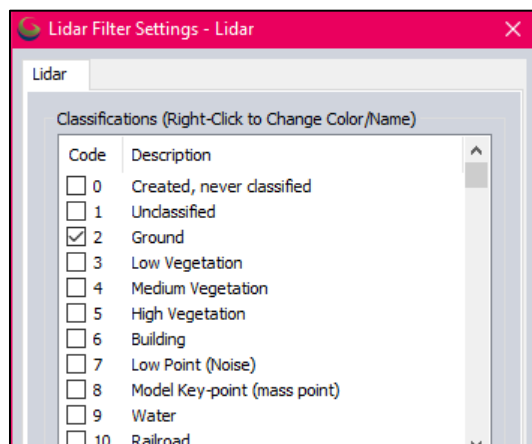 Lidar Filter Settings - Lidar
Lidar
Classifications (Right-Click to Change Color/Name)
Code Description
0 Created, never classified
1 Unclassified
2 Ground
3 Low Vegetation
4 Medium Vegetation
5 High Vegetation
6 Building
7 Low Point (Noise)
8 Model Key-point (mass point)
9 Water
10 Railroad